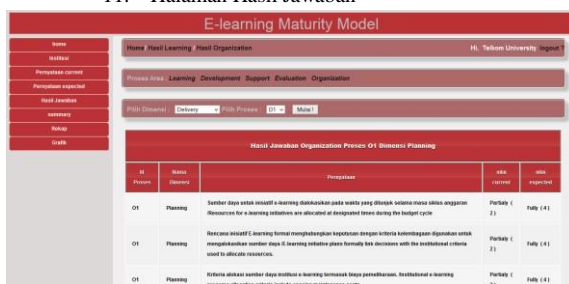 11. Halaman Hasil Jawaban
E-learning Maturity Model
home
Institusi
Pernyataan current
Pernyataan expected
Hasil Jawaban
summary
Rekap
Grafik
Home/ Hasil Learning / Hasil Organization
Hi, Telkom University logout ?
Proses Area : Learning Development Support Evaluation Organization
Pilih Dimensi : Delivery Pilih Proses : O1 Mulai !
Hasil Jawaban Organization Proses O1 Dimensi Planning
Id Proses Nama Dimensi Pernyataan nilai current nilai expected
O1 Planning Sumber daya untuk inisiatif e-learning dialokasikan pada waktu yang ditunjuk selama masa siklus anggaran Partialy ( Fully ( 4 )
/Resources for e-learning initiatives are allocated at designated times during the budget cycle 2 )
Rencana inisiatif E-learning formal menghubungkan keputusan dengan kriteria kelembagaan digunakan untuk
O1 Planning mengalokasikan sumber daya /E-learning initiative plans formally link decisions with the institutional criteria Partialy ( 2 ) Fully ( 4 )
used to allocate resources.
O1 Planning Kriteria alokasi sumber daya institusi e-learning termasuk biaya pemeliharaan. /Institutional e-learning Partialy ( Fully ( 4 )